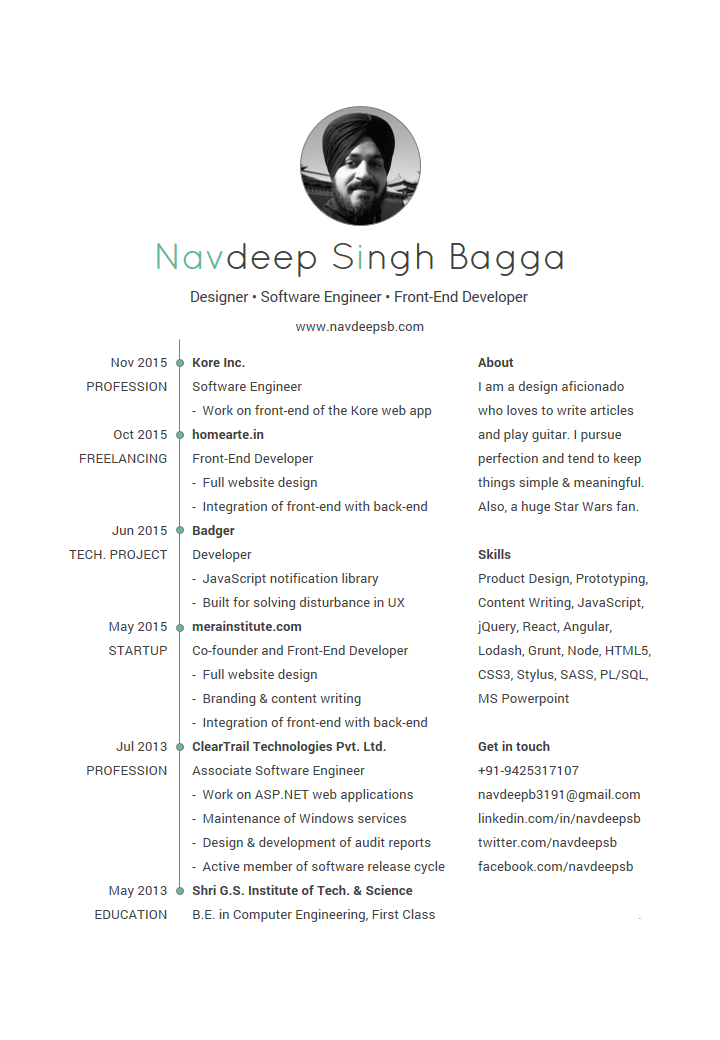 Navdeep Singh Bagga
Designer • Software Engineer • Front-End Developer
www.navdeepsb.com
Nov 2015 Kore Inc.
PROFESSION Software Engineer
- Work on front-end of the Kore web app
Oct 2015 homearte.in
FREELANCING Front-End Developer
- Full website design
- Integration of front-end with back-end
Jun 2015 Badger
TECH. PROJECT Developer
- JavaScript notification library
- Built for solving disturbance in UX
May 2015 merainstitute.com
STARTUP Co-founder and Front-End Developer
- Full website design
- Branding & content writing
- Integration of front-end with back-end
Jul 2013 ClearTrail Technologies Pvt. Ltd.
PROFESSION Associate Software Engineer
- Work on ASP.NET web applications
- Maintenance of Windows services
- Design & development of audit reports
- Active member of software release cycle
May 2013 Shri G.S. Institute of Tech. & Science
EDUCATION B.E. in Computer Engineering, First Class
About
I am a design aficionado
who loves to write articles
and play guitar. I pursue
perfection and tend to keep
things simple & meaningful.
Also, a huge Star Wars fan.
Skills
Product Design, Prototyping,
Content Writing, JavaScript,
jQuery, React, Angular,
Lodash, Grunt, Node, HTML5,
CSS3, Stylus, SASS, PL/SQL,
MS Powerpoint
Get in touch
+91-9425317107
navdeepb3191@gmail.com
linkedin.com/in/navdeepsb
twitter.com/navdeepsb
facebook.com/navdeepsb